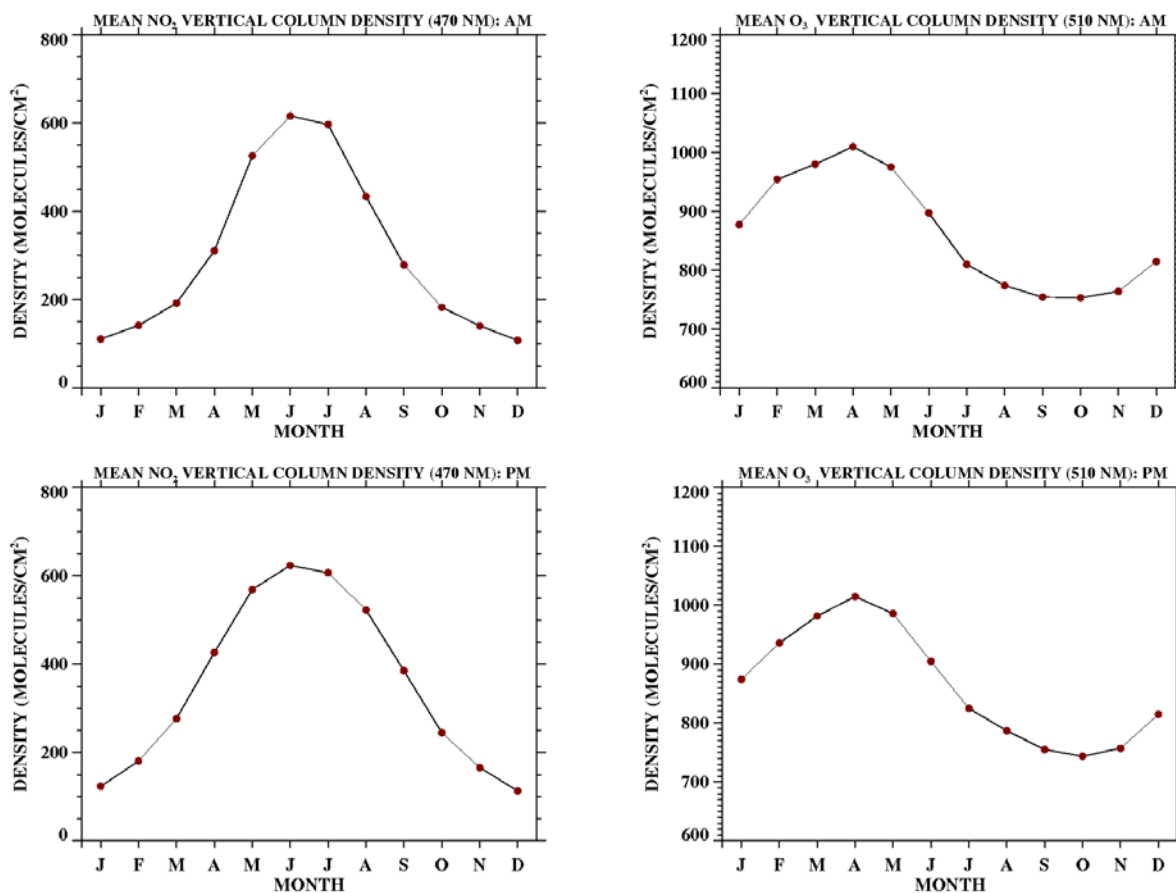 MEAN NO₂ VERTICAL COLUMN DENSITY (470 NM): AM
800
600
400
200
0
DENSITY (MOLECULES/CM²)
J F M A M J J A S O N D
MONTH
MEAN O₃ VERTICAL COLUMN DENSITY (510 NM): AM
1200
1100
1000
900
800
700
600
DENSITY (MOLECULES/CM²)
J F M A M J J A S O N D
MONTH
MEAN NO₂ VERTICAL COLUMN DENSITY (470 NM): PM
800
600
400
200
0
DENSITY (MOLECULES/CM²)
J F M A M J J A S O N D
MONTH
MEAN O₃ VERTICAL COLUMN DENSITY (510 NM): PM
1200
1100
1000
900
800
700
600
DENSITY (MOLECULES/CM²)
J F M A M J J A S O N D
MONTH